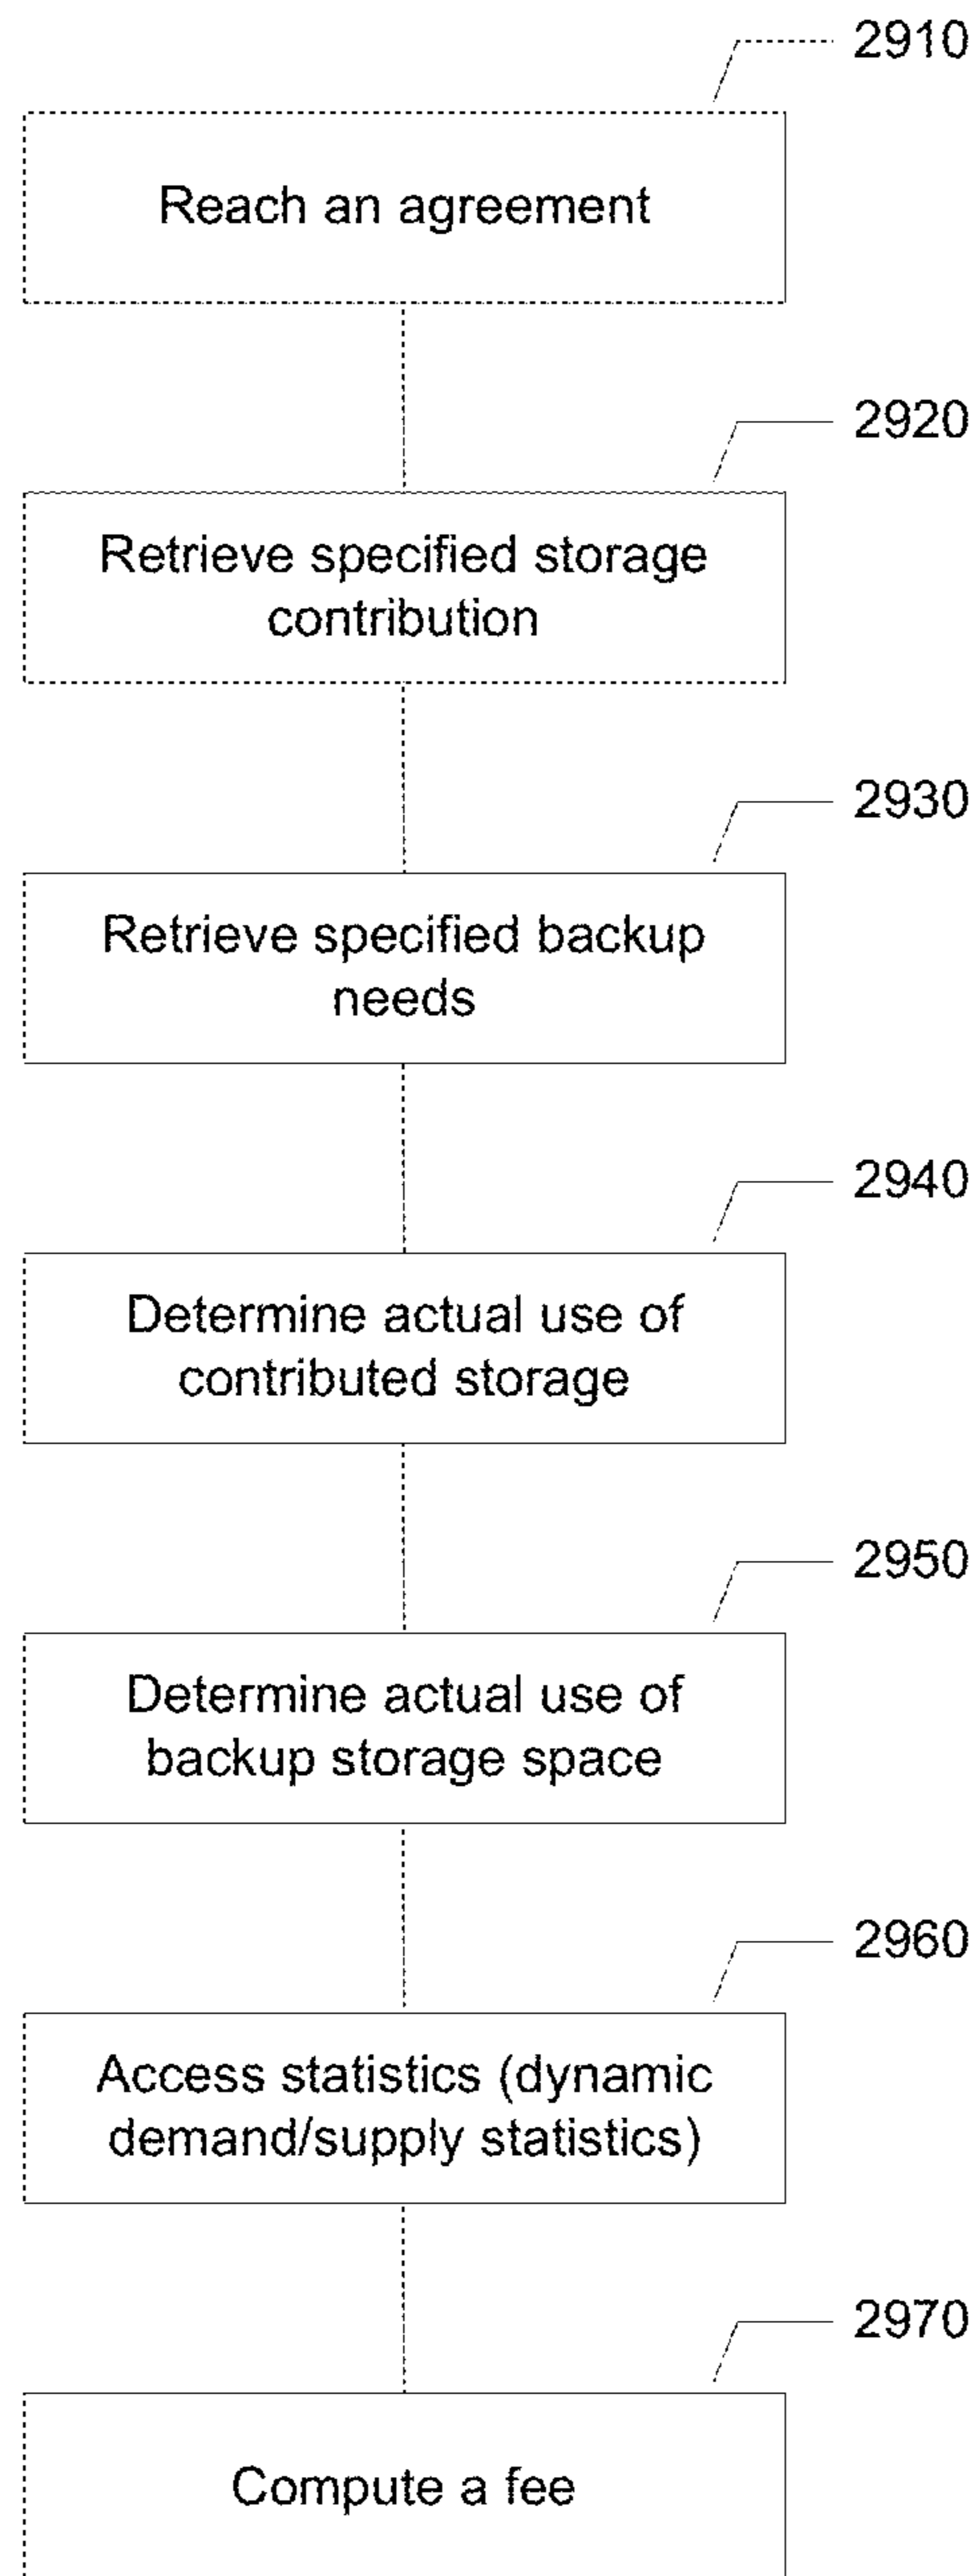 2910
Reach an agreement
2920
Retrieve specified storage
contribution
2930
Retrieve specified backup
needs
2940
Determine actual use of
contributed storage
2950
Determine actual use of
backup storage space
2960
Access statistics (dynamic
demand/supply statistics)
2970
Compute a fee